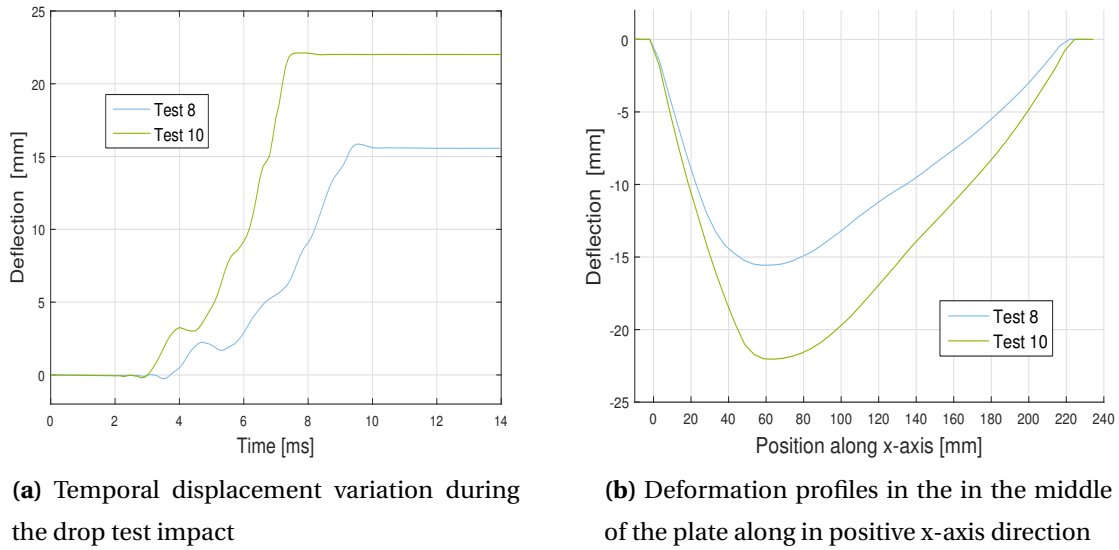 25
20
15
10
5
0
Deflection [mm]
Test 8
Test 10
0 2 4 6 8 10 12 14
Time [ms]
(a) Temporal displacement variation during
the drop test impact
0
-5
-10
-15
-20
-25
Deflection [mm]
Test 8
Test 10
0 20 40 60 80 100 120 140 160 180 200 220 240
Position along x-axis [mm]
(b) Deformation profiles in the in the middle
of the plate along in positive x-axis direction